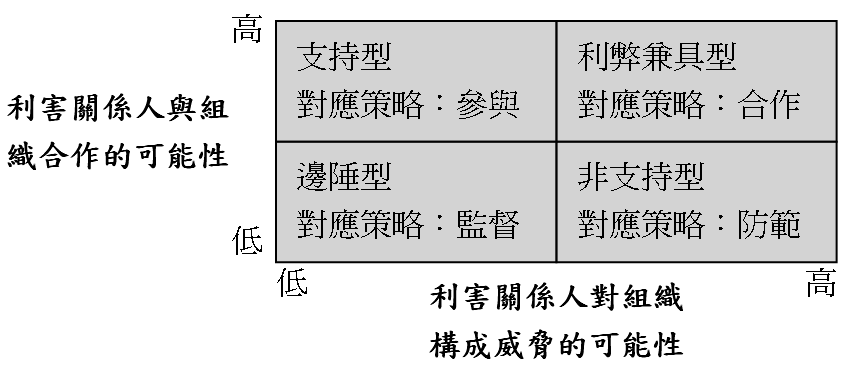 高
支持型
對應策略：參與
利弊兼具型
對應策略：合作
利害關係人與組
織合作的可能性
邊陲型
對應策略：監督
非支持型
對應策略：防範
低
低
高
利害關係人對組織
構成威脅的可能性